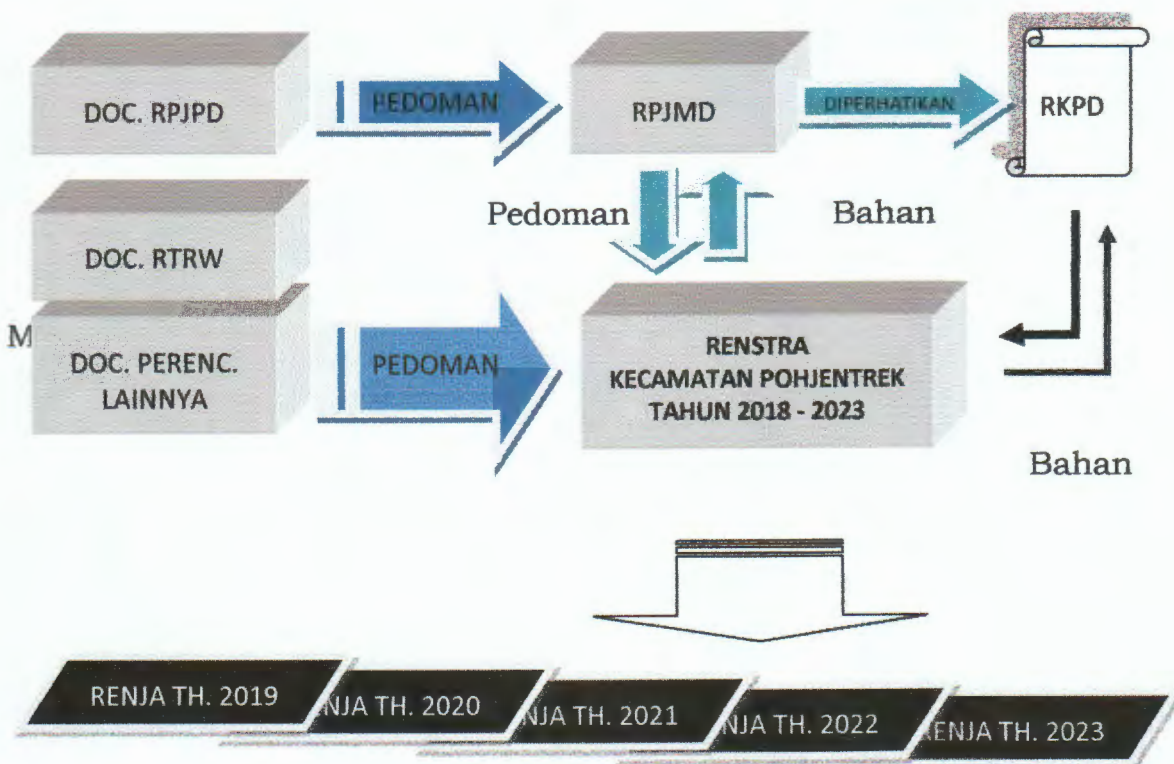 DOC. RPJPD
PEDOMAN
RPJMD
DIPERHATIKAN
RKPD
Pedoman
Bahan
DOC. RTRW
M
DOC. PERENC.
LAINNYA
PEDOMAN
RENSTRA
KECAMATAN POHJENTREK
TAHUN 2018 - 2023
Bahan
RENJA TH. 2019
NJA TH. 2020
NJA TH. 2021
NJA TH. 2022
RENJA TH. 2023